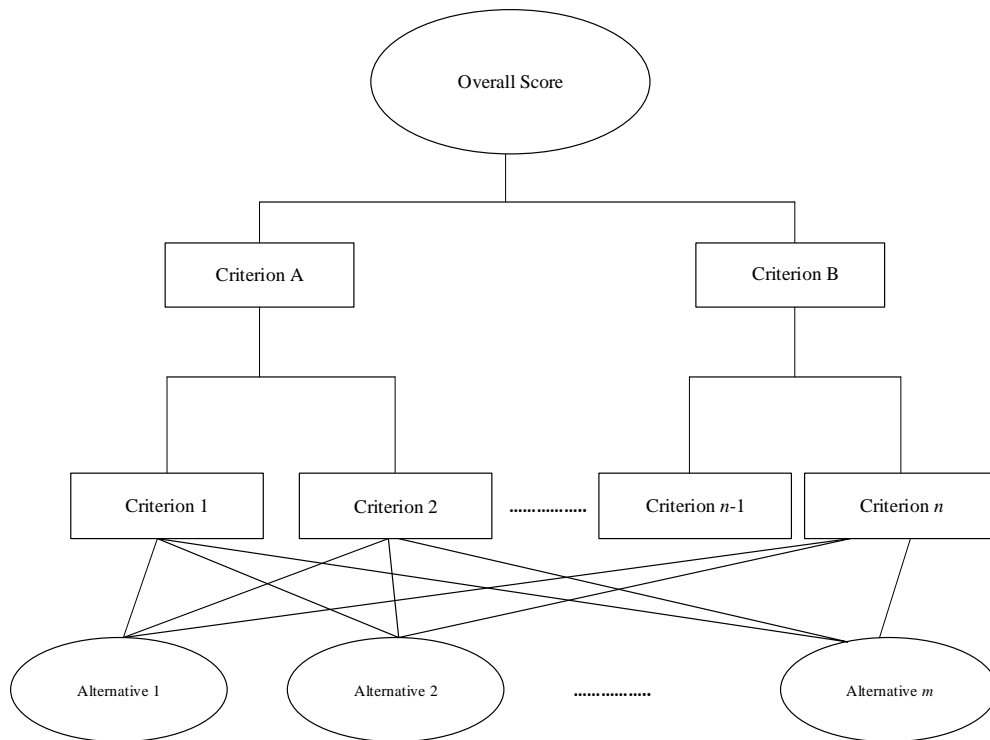 Overall Score
Criterion A
Criterion B
Criterion 1
Criterion 2
.................
Criterion n-1
Criterion n
Alternative 1
Alternative 2
.................
Alternative m